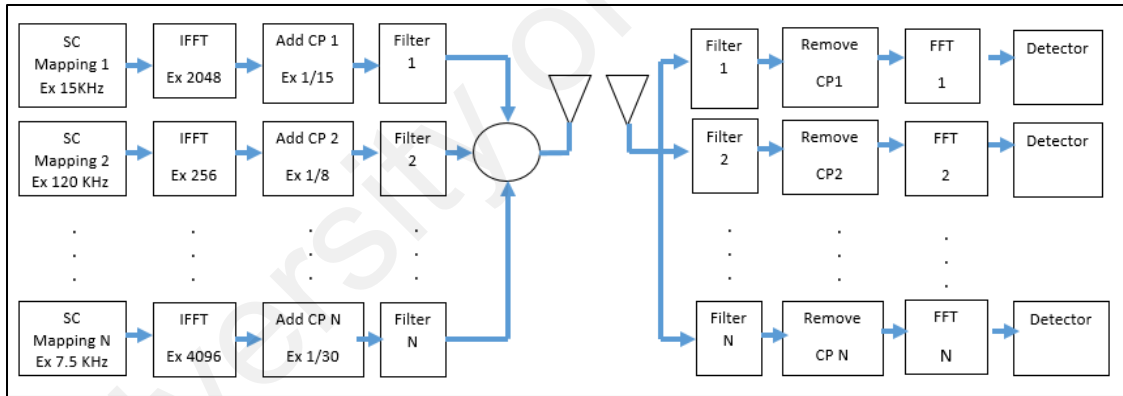 SC
Mapping 1
Ex 15KHz
IFFT
Ex 2048
Add CP 1
Ex 1/15
Filter
1
Filter
1
Remove
CP1
FFT
1
Detector
SC
Mapping 2
Ex 120 KHz
IFFT
Ex 256
Add CP 2
Ex 1/8
Filter
2
Filter
2
Remove
CP2
FFT
2
Detector
SC
Mapping N
Ex 7.5 KHz
IFFT
Ex 4096
Add CP N
Ex 1/30
Filter
N
Filter
N
Remove
CP N
FFT
N
Detector